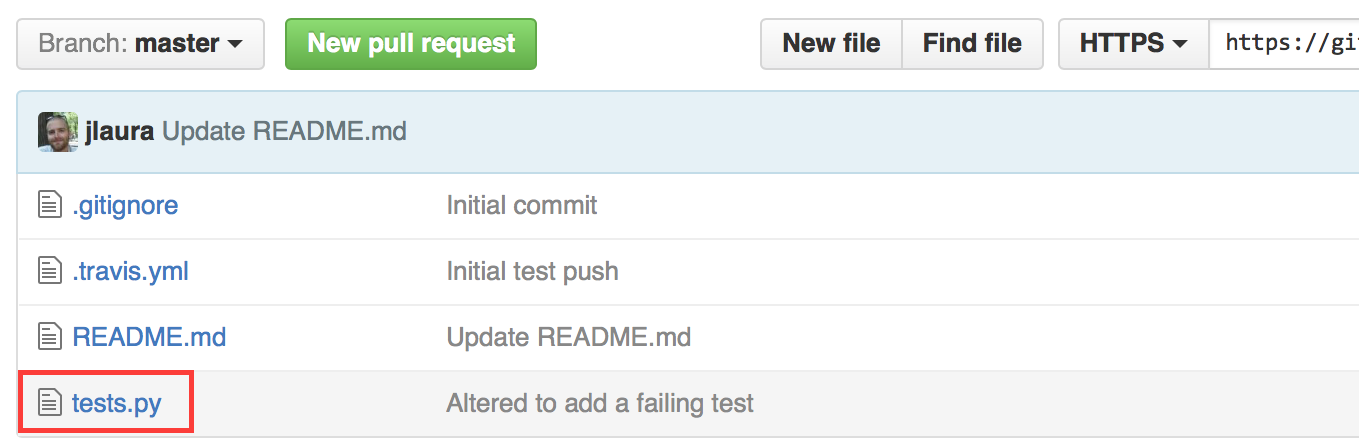 Branch: master
New pull request
New file
Find file
HTTPS
https://gi
jlaura Update README.md
.gitignore Initial commit
.travis.yml Initial test push
README.md Update README.md
tests.py Altered to add a failing test